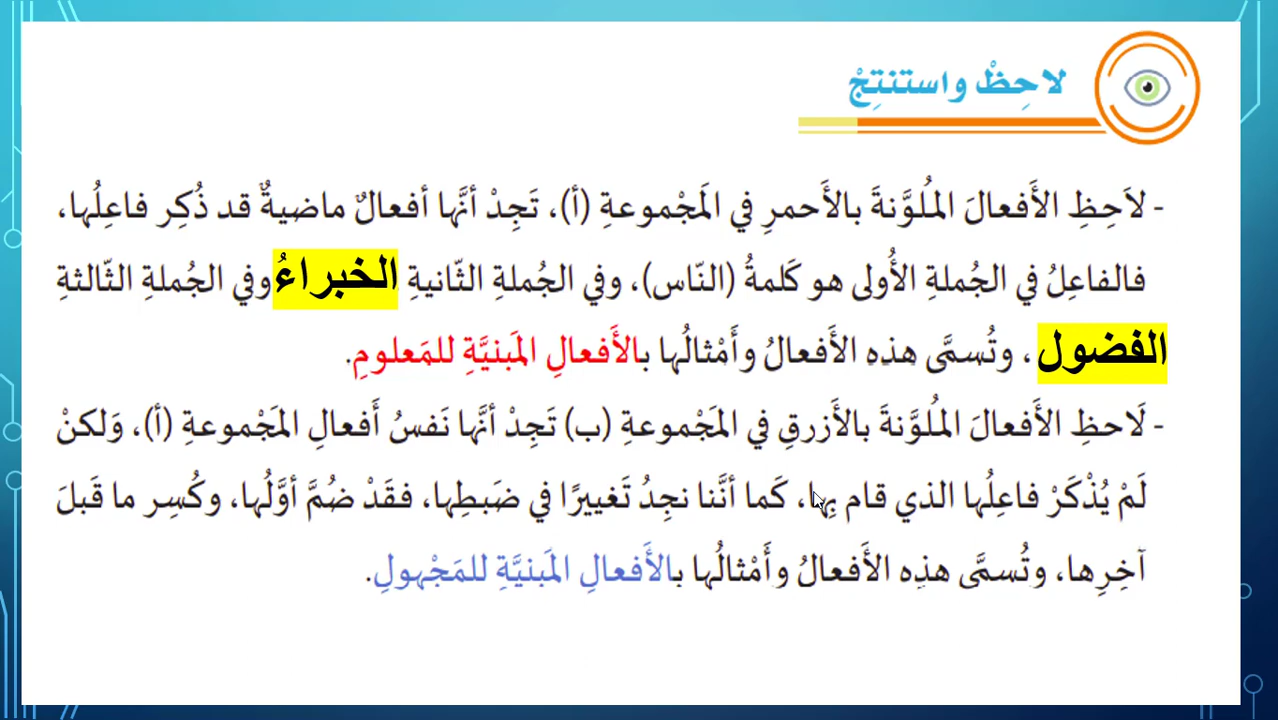 لاحِظْ واستنتِجْ
- لاَحِظِ الأَفعالَ المُلوَّنةَ بالأَحمرِ في المَجْموعةِ (أ)، تَجِدْ أنَّها أفعالٌ ماضيةٌ قد ذُكِر فاعِلُها،
فالفاعِلُ في الجُملةِ الأُولى هو كَلمةُ (النّاس)، وفي الجُملةِ الثّانيةِ الخبراءُ وفي الجُملةِ الثّالثةِ
الفضول ، وتُسمَّى هذهِ الأَفعالُ وأَمْثالُها بالأَفعالِ المَبنيَّةِ للمَعلومِ.
- لَاحظِ الأَفعالَ المُلوَّنةَ بالأَزرقِ في المَجْموعةِ (ب) تَجِدْ أنَّها نَفسُ أَفعالِ المَجْموعةِ (أ)، وَلكنْ
لَمْ يُذْكَرْ فاعِلُها الذي قام بِها، كَما أنَّنا نجِدُ تَغييرًا في ضَبطِها، فقَدْ ضُمَّ أوَّلُها، وكُسِر ما قَبلَ
آخِرِها، وتُسمَّى هذِه الأَفعالُ وأَمْثالُها بالأَفعالِ المَبنيَّةِ للمَجْهولِ.